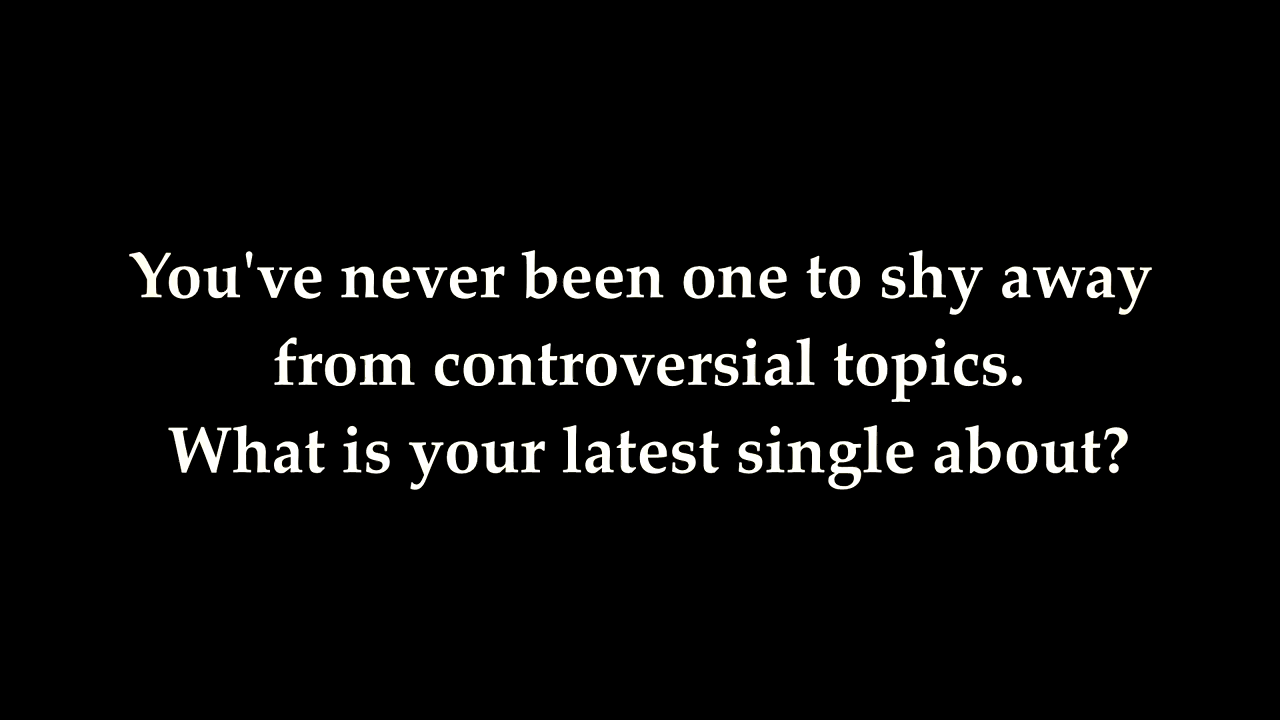 You've never been one to shy away
from controversial topics.
What is your latest single about?